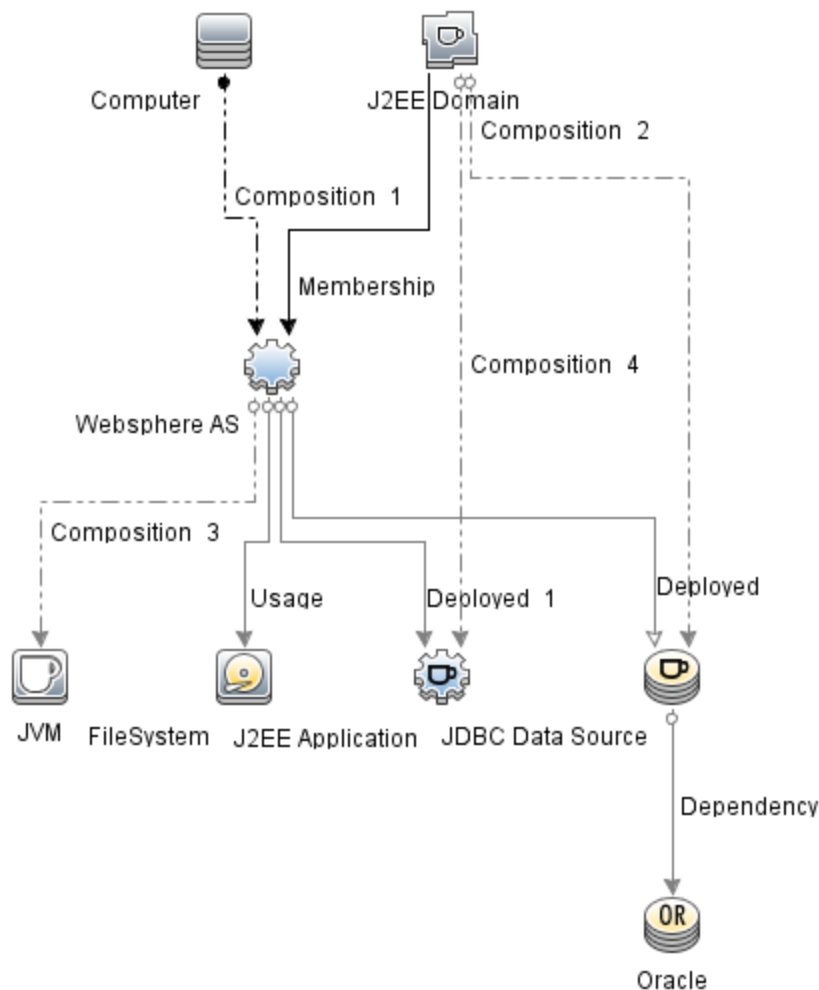 Computer
J2EE Domain
Composition 2
Composition 1
Membership
Composition 4
Websphere AS
Composition 3
Usage
Deployed 1
Deployed
JVM
FileSystem
J2EE Application
JDBC Data Source
Dependency
OR
Oracle